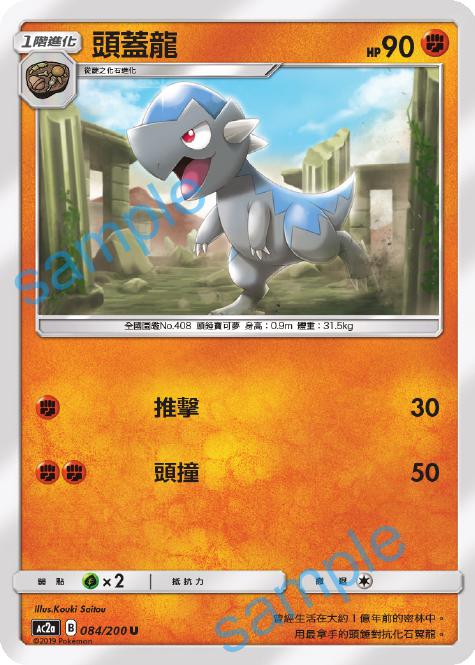 1階進化
頭蓋龍
HP 90
從頭蓋化石進化
sample
全國圖鑑No.408 頭錘寶可夢 身高：0.9m 體重：31.5kg
推擊 30
頭撞 50
弱點 ×2 抵抗力 撤退
sample
illus.Kouki Saitou
AC2a B 084/200 U
©2019 Pokémon
曾經生活在大約1億年前的密林中。
用最拿手的頭錘對抗化石翼龍。